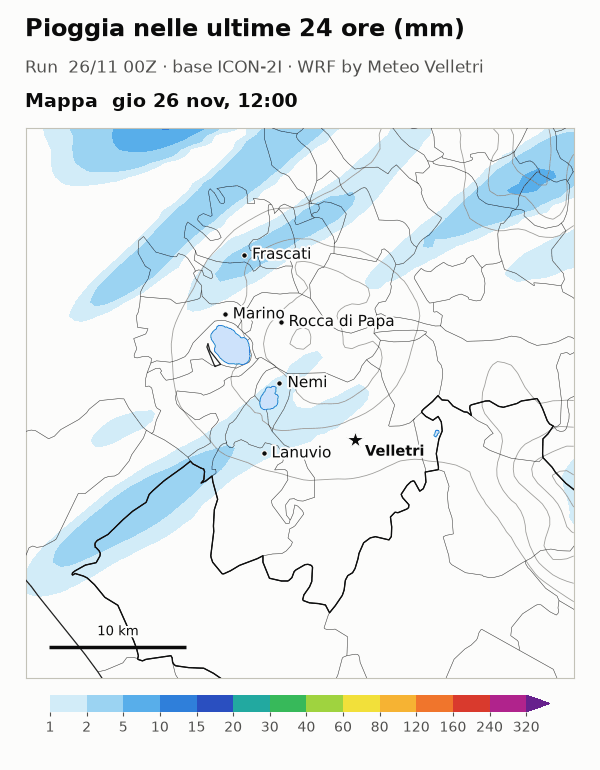 Pioggia nelle ultime 24 ore (mm)
Run 26/11 00Z · base ICON-2I · WRF by Meteo Velletri
Mappa gio 26 nov, 12:00
Frascati
Marino
Rocca di Papa
Nemi
Velletri
Lanuvio
10 km
1 2 5 10 15 20 30 40 60 80 120 160 240 320